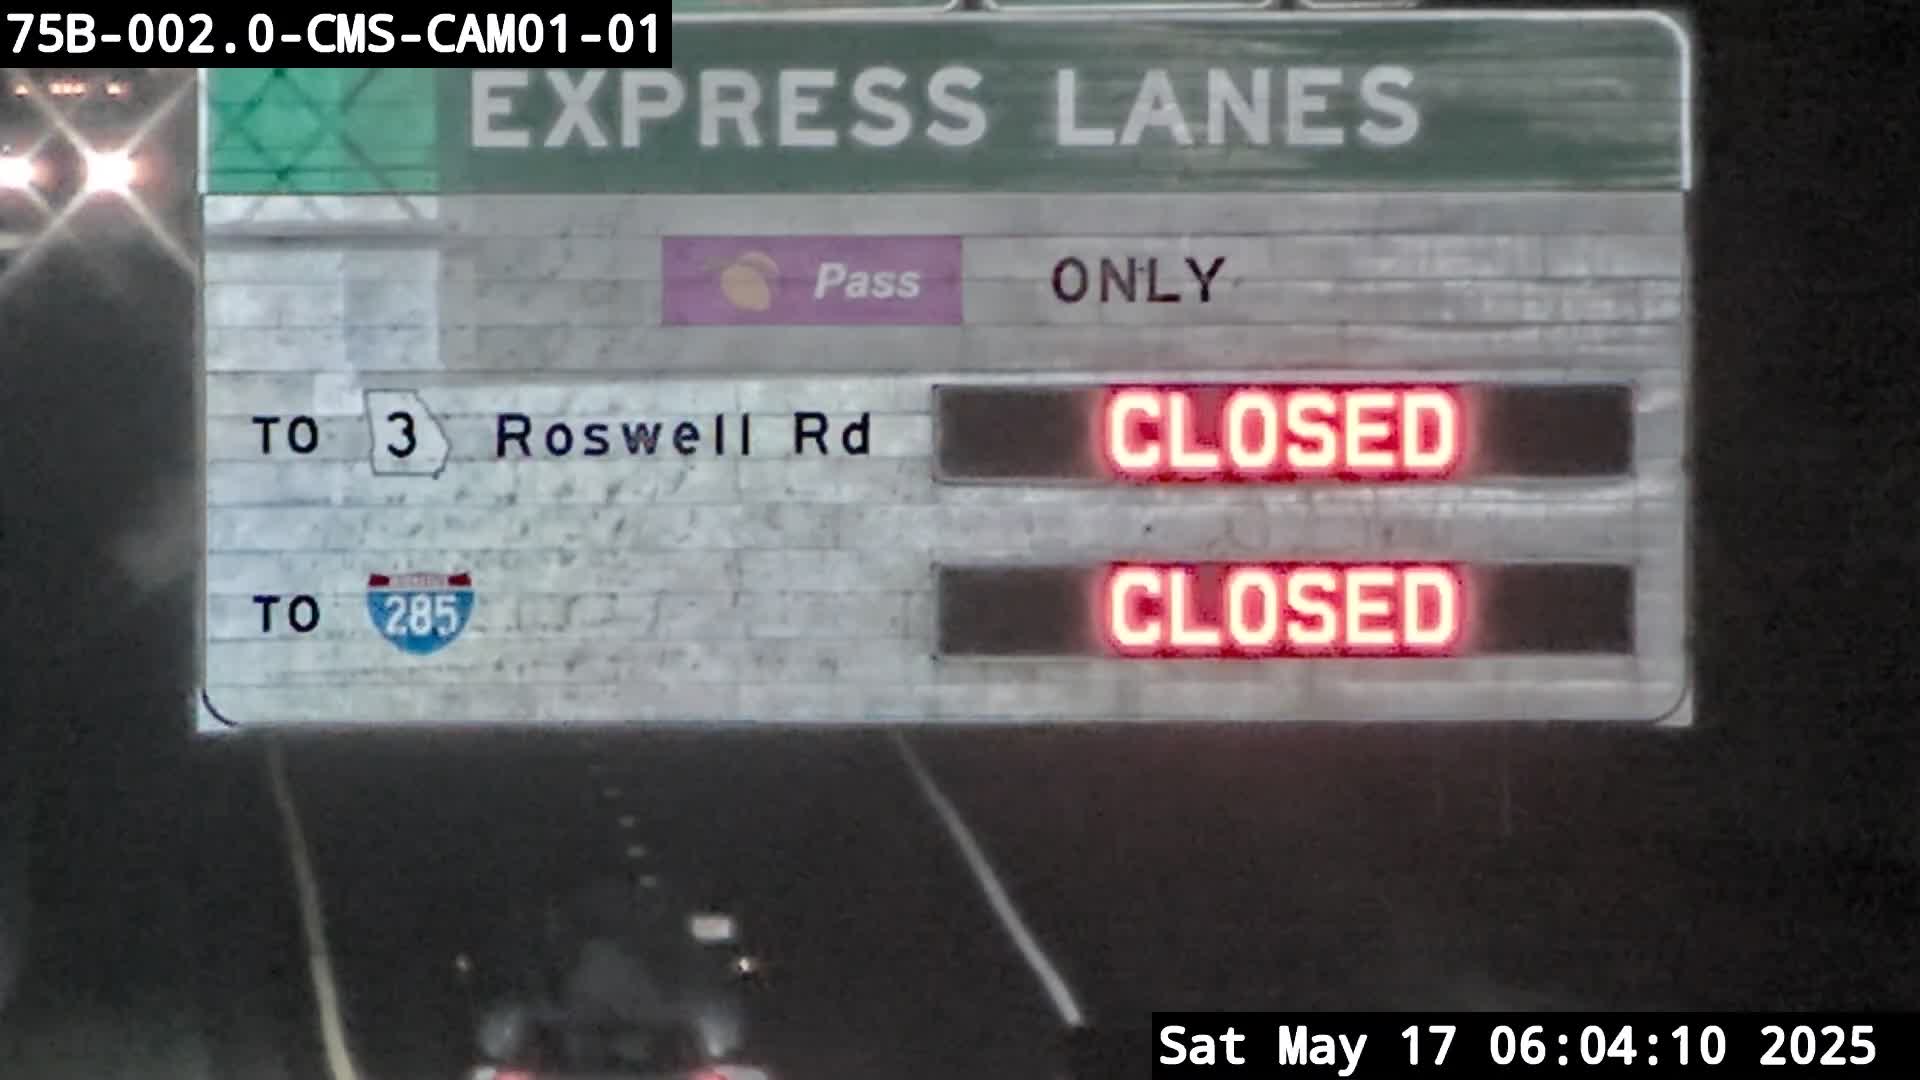 75B-002.0-CMS-CAM01-01
EXPRESS LANES
Pass ONLY
TO 3 Roswell Rd CLOSED
TO 285 CLOSED
Sat May 17 06:04:10 2025